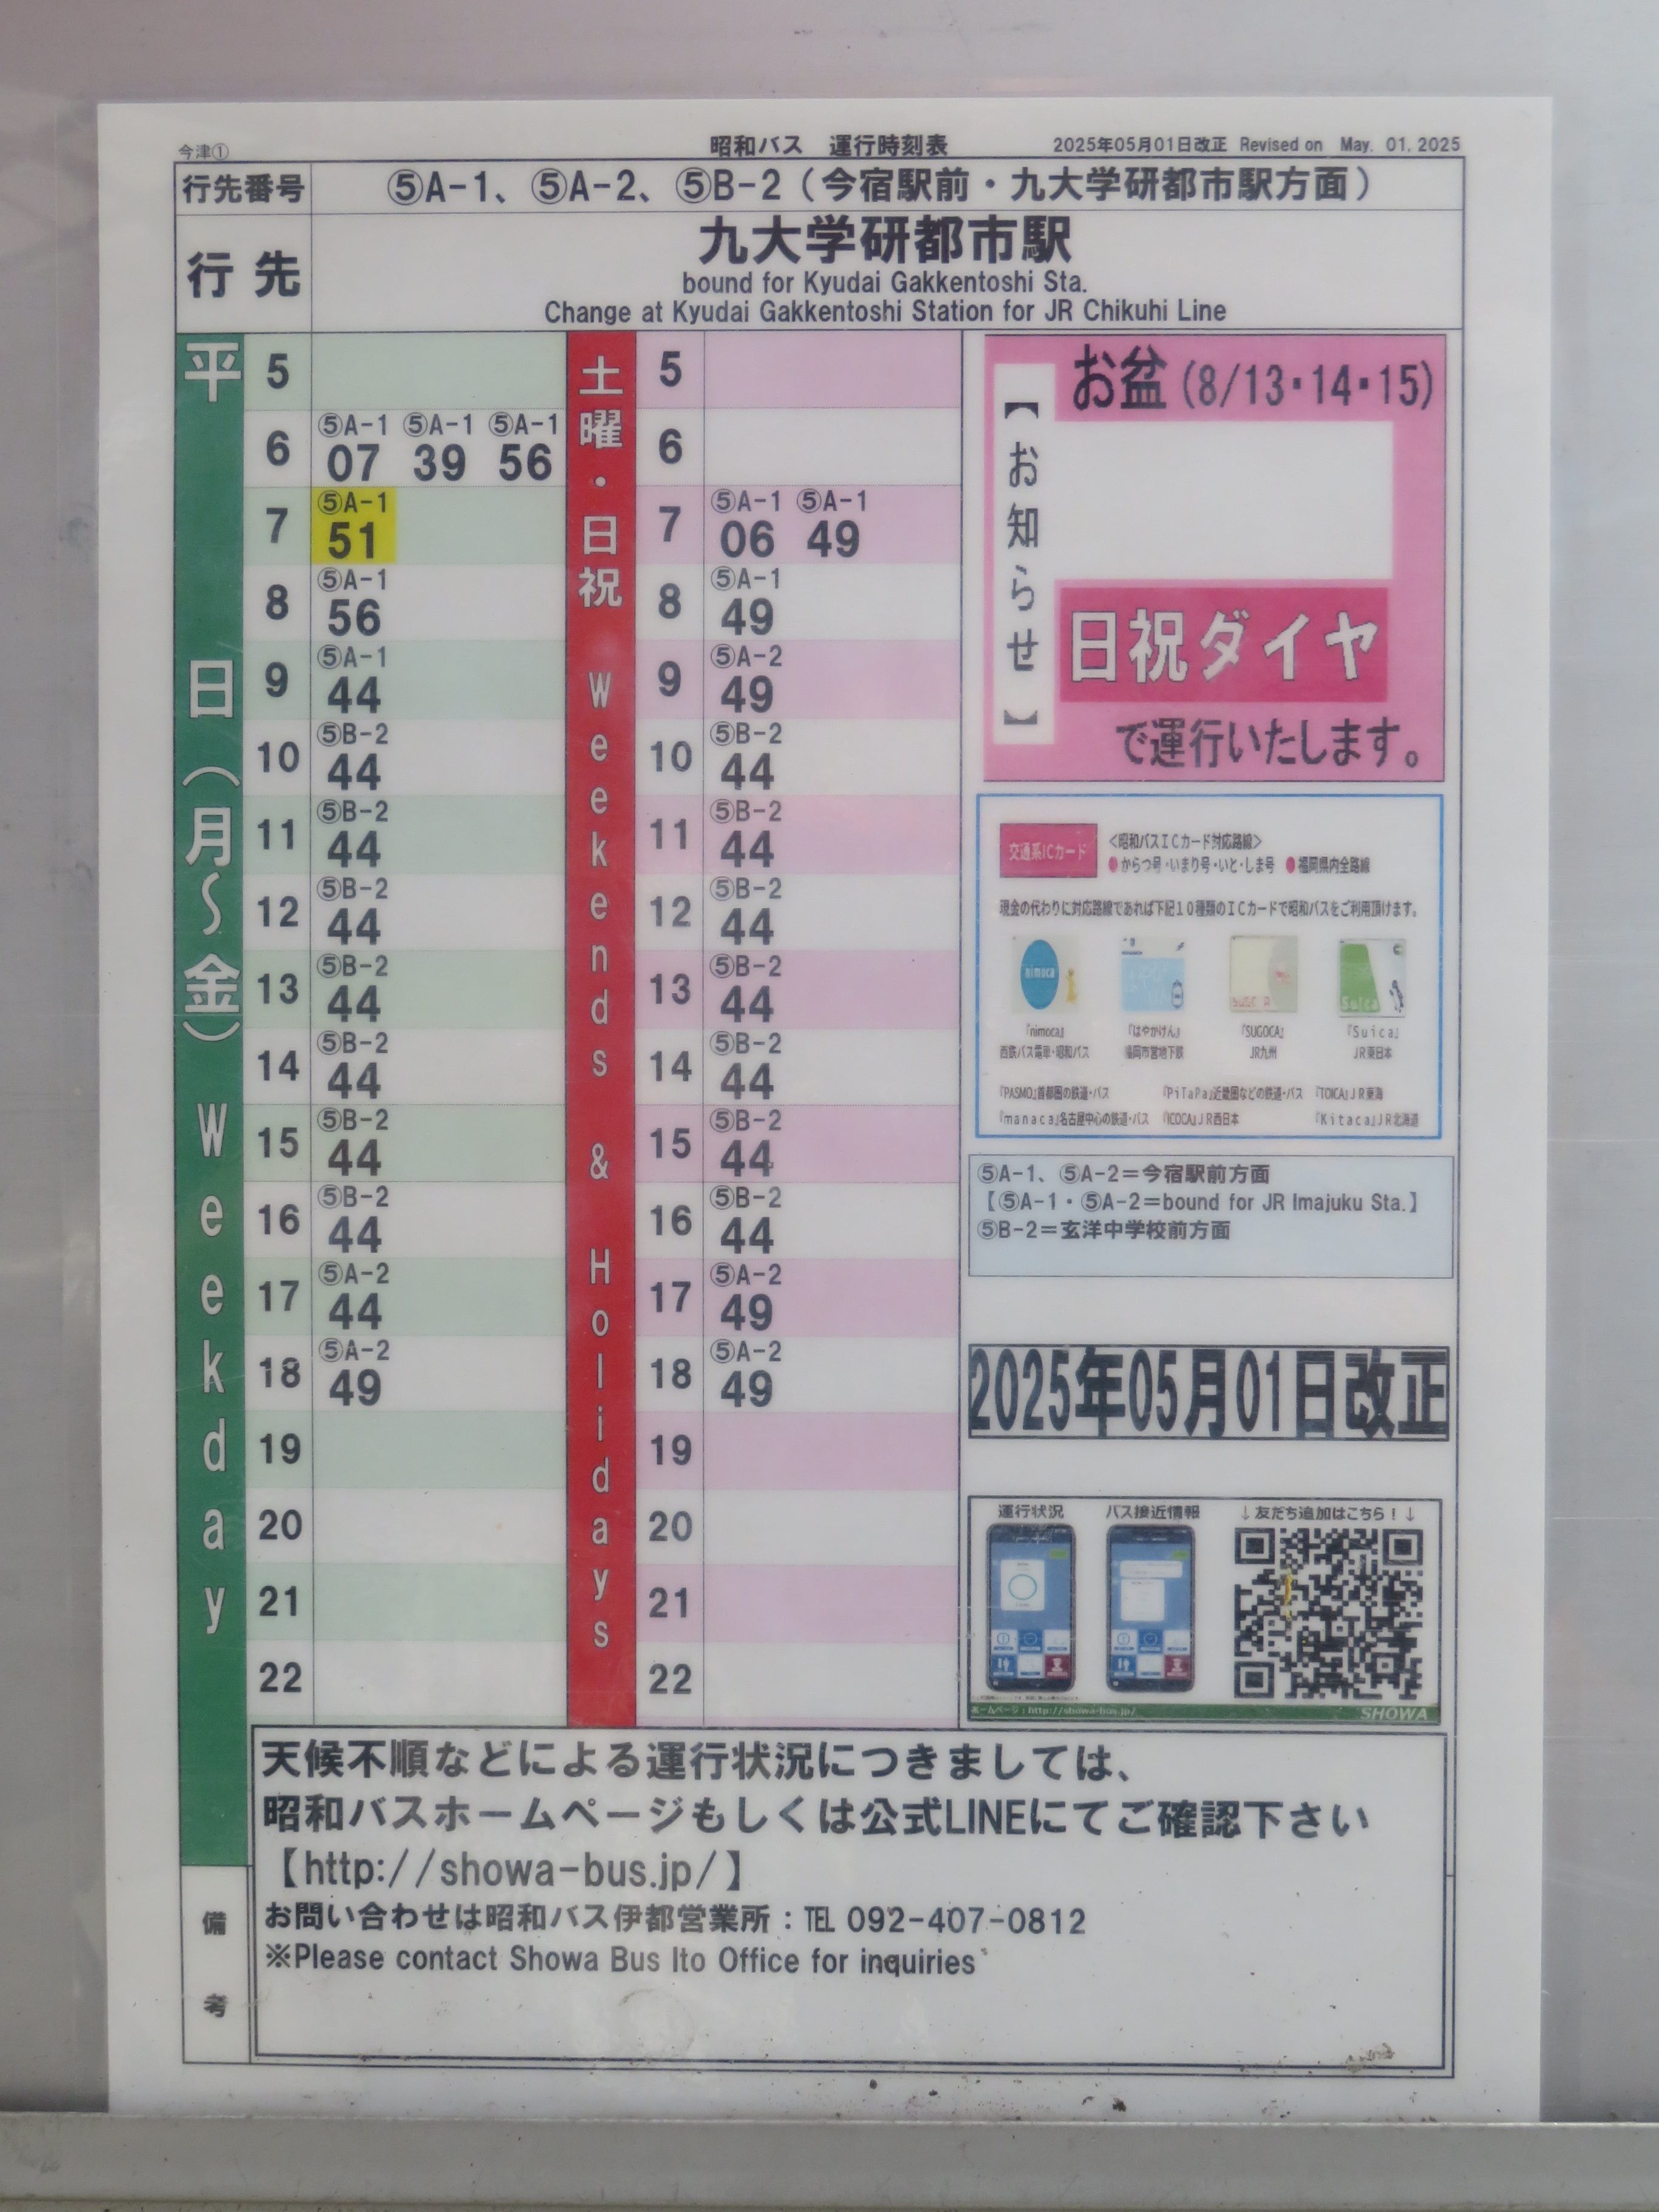 今津①
昭和バス 運行時刻表
2025年05月01日改正 Revised on May. 01, 2025
行先番号
⑤A-1、⑤A-2、⑤B-2(今宿駅前・九大学研都市駅方面)
行先
九大学研都市駅
bound for Kyudai Gakkentoshi Sta.
Change at Kyudai Gakkentoshi Station for JR Chikuhi Line
平日(月~金) Weekday
5
6 ⑤A-1 07 ⑤A-1 39 ⑤A-1 56
7 ⑤A-1 51
8 ⑤A-1 56
9 ⑤A-1 44
10 ⑤B-2 44
11 ⑤B-2 44
12 ⑤B-2 44
13 ⑤B-2 44
14 ⑤B-2 44
15 ⑤B-2 44
16 ⑤B-2 44
17 ⑤A-2 44
18 ⑤A-2 49
19
20
21
22
土曜・日祝 Weekends & Holidays
5
6
7 ⑤A-1 06 ⑤A-1 49
8 ⑤A-1 49
9 ⑤A-2 49
10 ⑤B-2 44
11 ⑤B-2 44
12 ⑤B-2 44
13 ⑤B-2 44
14 ⑤B-2 44
15 ⑤B-2 44
16 ⑤B-2 44
17 ⑤A-2 49
18 ⑤A-2 49
19
20
21
22
【お知らせ】
お盆(8/13・14・15)
日祝ダイヤ
で運行いたします。
交通系ICカード
<昭和バスICカード対応路線>
●からつ号・いまり号・いと・しま号 ●福岡県内全路線
現金の代わりに対応路線であれば下記10種類のICカードで昭和バスをご利用頂けます。
nimoca
SUGOCA
Suica
『nimoca』
西鉄バス電車・昭和バス
『はやかけん』
福岡市営地下鉄
『SUGOCA』
JR九州
『Suica』
JR東日本
『PASMO』首都圏の鉄道・バス 『PiTaPa』近畿圏などの鉄道・バス 『TOICA』JR東海
『manaca』名古屋中心の鉄道・バス 『ICOCA』JR西日本 『Kitaca』JR北海道
⑤A-1、⑤A-2=今宿駅前方面
【⑤A-1・⑤A-2=bound for JR Imajuku Sta.】
⑤B-2=玄洋中学校前方面
2025年05月01日改正
運行状況
バス接近情報
↓友だち追加はこちら!↓
ホームページ:http://showa-bus.jp/
SHOWA
天候不順などによる運行状況につきましては、
昭和バスホームページもしくは公式LINEにてご確認下さい
【http://showa-bus.jp/】
備考
お問い合わせは昭和バス伊都営業所:℡ 092-407-0812
※Please contact Showa Bus Ito Office for inquiries